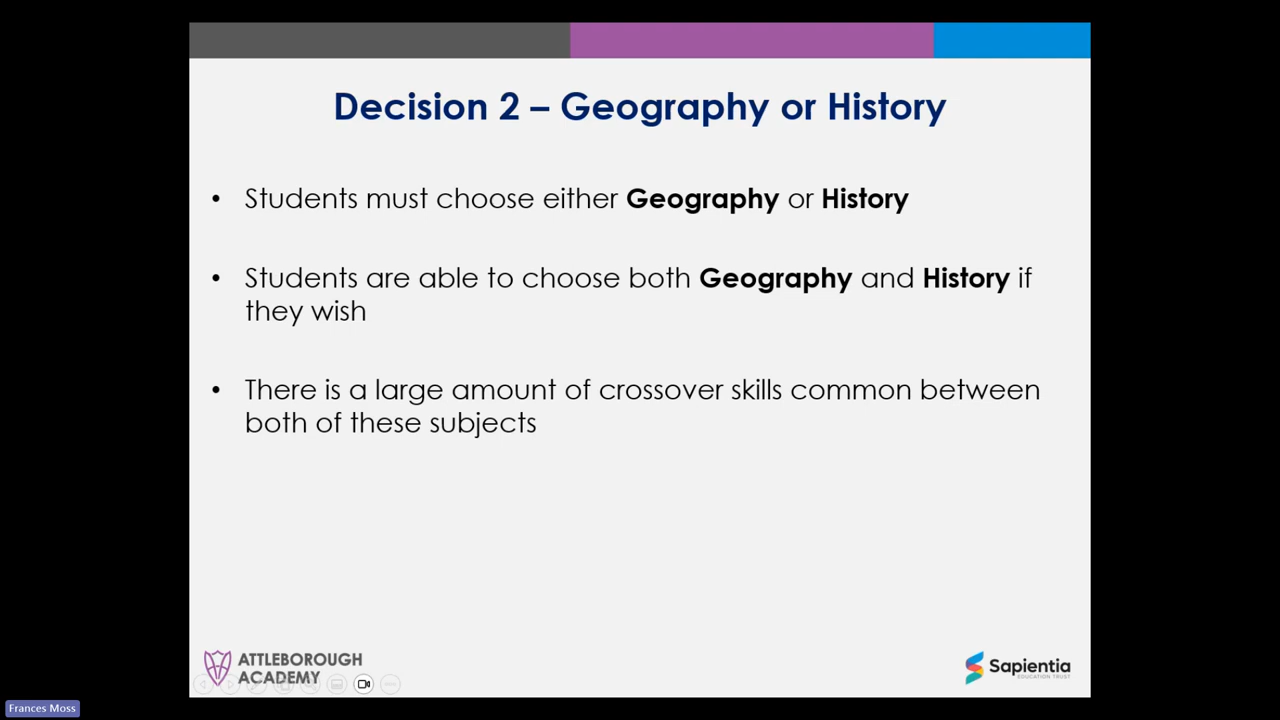 Decision 2 – Geography or History
• Students must choose either Geography or History
• Students are able to choose both Geography and History if
they wish
• There is a large amount of crossover skills common between
both of these subjects
ATTLEBOROUGH
ACADEMY
Sapientia
EDUCATION TRUST
Frances Moss